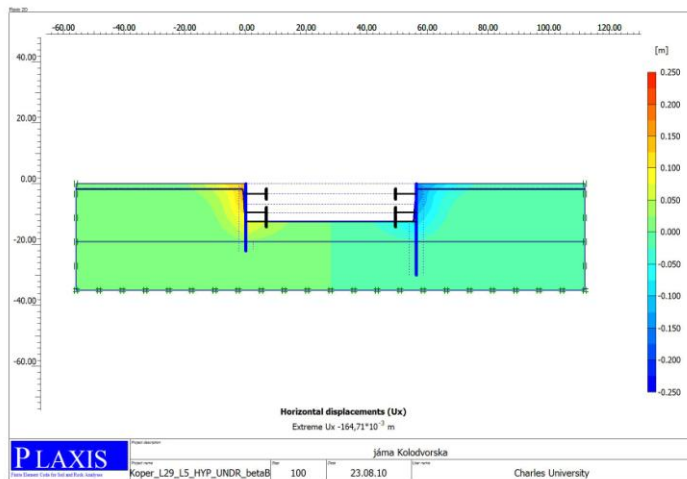 Plaxis 2D
-60.00 -40.00 -20.00 0.00 20.00 40.00 60.00 80.00 100.00 120.00
40.00
20.00
0.00
-20.00
-40.00
-60.00
[m]
0.250
0.200
0.150
0.100
0.050
0.000
-0.050
-0.100
-0.150
-0.200
-0.250
Horizontal displacements (Ux)
Extreme Ux -164,71*10-3 m
PLAXIS
Finite Element Code for Soil and Rock Analyses
Project description
jáma Kolodvorska
Project name
Koper_L29_L5_HYP_UNDR_betaB
Step
100
Date
23.08.10
User name
Charles University